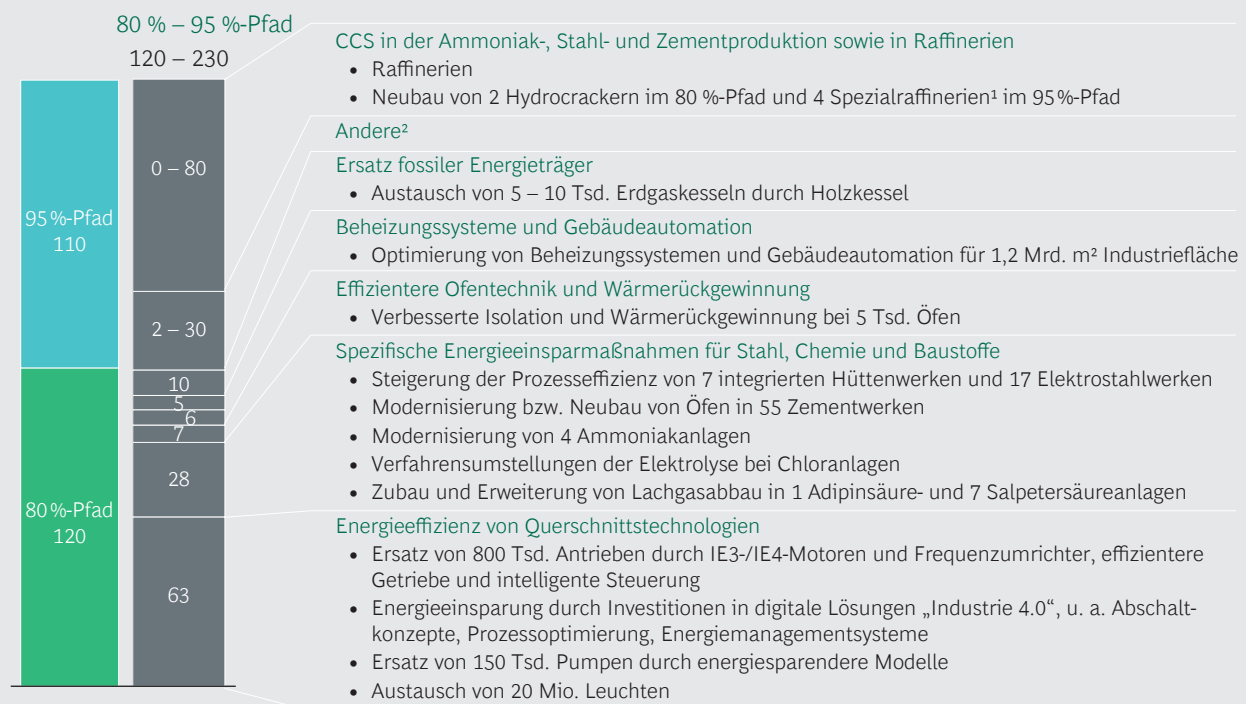 80 % – 95 %-Pfad
120 – 230
95 %-Pfad
110
80 %-Pfad
120
0 – 80
2 – 30
10
5
6
7
28
63
CCS in der Ammoniak-, Stahl- und Zementproduktion sowie in Raffinerien
• Raffinerien
• Neubau von 2 Hydrocrackern im 80 %-Pfad und 4 Spezialraffinerien¹ im 95 %-Pfad
Andere²
Ersatz fossiler Energieträger
• Austausch von 5 – 10 Tsd. Erdgaskesseln durch Holzkessel
Beheizungssysteme und Gebäudeautomation
• Optimierung von Beheizungssystemen und Gebäudeautomation für 1,2 Mrd. m² Industriefläche
Effizientere Ofentechnik und Wärmerückgewinnung
• Verbesserte Isolation und Wärmerückgewinnung bei 5 Tsd. Öfen
Spezifische Energieeinsparmaßnahmen für Stahl, Chemie und Baustoffe
• Steigerung der Prozesseffizienz von 7 integrierten Hüttenwerken und 17 Elektrostahlwerken
• Modernisierung bzw. Neubau von Öfen in 55 Zementwerken
• Modernisierung von 4 Ammoniakanlagen
• Verfahrensumstellungen der Elektrolyse bei Chloranlagen
• Zubau und Erweiterung von Lachgasabbau in 1 Adipinsäure- und 7 Salpetersäureanlagen
Energieeffizienz von Querschnittstechnologien
• Ersatz von 800 Tsd. Antrieben durch IE3-/IE4-Motoren und Frequenzumrichter, effizientere
Getriebe und intelligente Steuerung
• Energieeinsparung durch Investitionen in digitale Lösungen „Industrie 4.0“, u. a. Abschalt-
konzepte, Prozessoptimierung, Energiemanagementsysteme
• Ersatz von 150 Tsd. Pumpen durch energiesparendere Modelle
• Austausch von 20 Mio. Leuchten